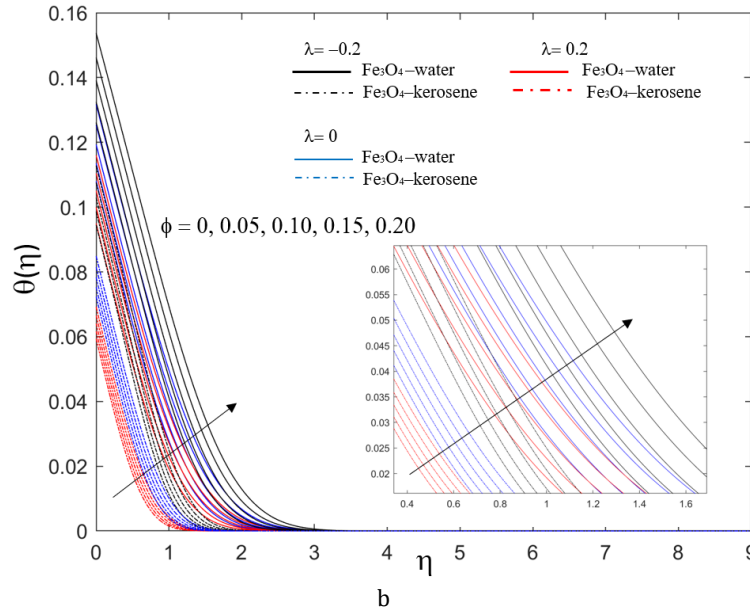 0.16
0.14
0.12
0.1
0.08
0.06
0.04
0.02
0
θ(η)
λ= −0.2
Fe₃O₄–water
Fe₃O₄–kerosene
λ= 0.2
Fe₃O₄–water
Fe₃O₄–kerosene
λ= 0
Fe₃O₄–water
Fe₃O₄–kerosene
ϕ = 0, 0.05, 0.10, 0.15, 0.20
0.06
0.055
0.05
0.045
0.04
0.035
0.03
0.025
0.02
0.4 0.6 0.8 1 1.2 1.4 1.6
0 1 2 3 4 5 6 7 8 9
η
b